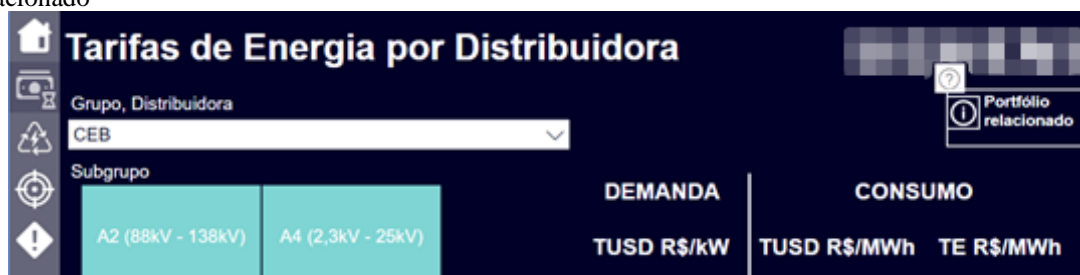 Tarifas de Energia por Distribuidora
Grupo, Distribuidora
CEB
Portfólio
relacionado
Subgrupo
A2 (88kV - 138kV)
A4 (2,3kV - 25kV)
DEMANDA
CONSUMO
TUSD R$/kW
TUSD R$/MWh
TE R$/MWh